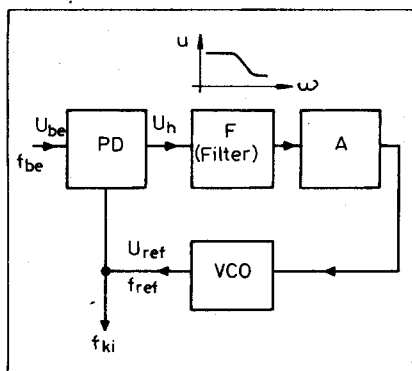 u
ω
U_be
f_be
PD
U_h
F
(Filter)
A
U_ref
f_ref
VCO
f_ki